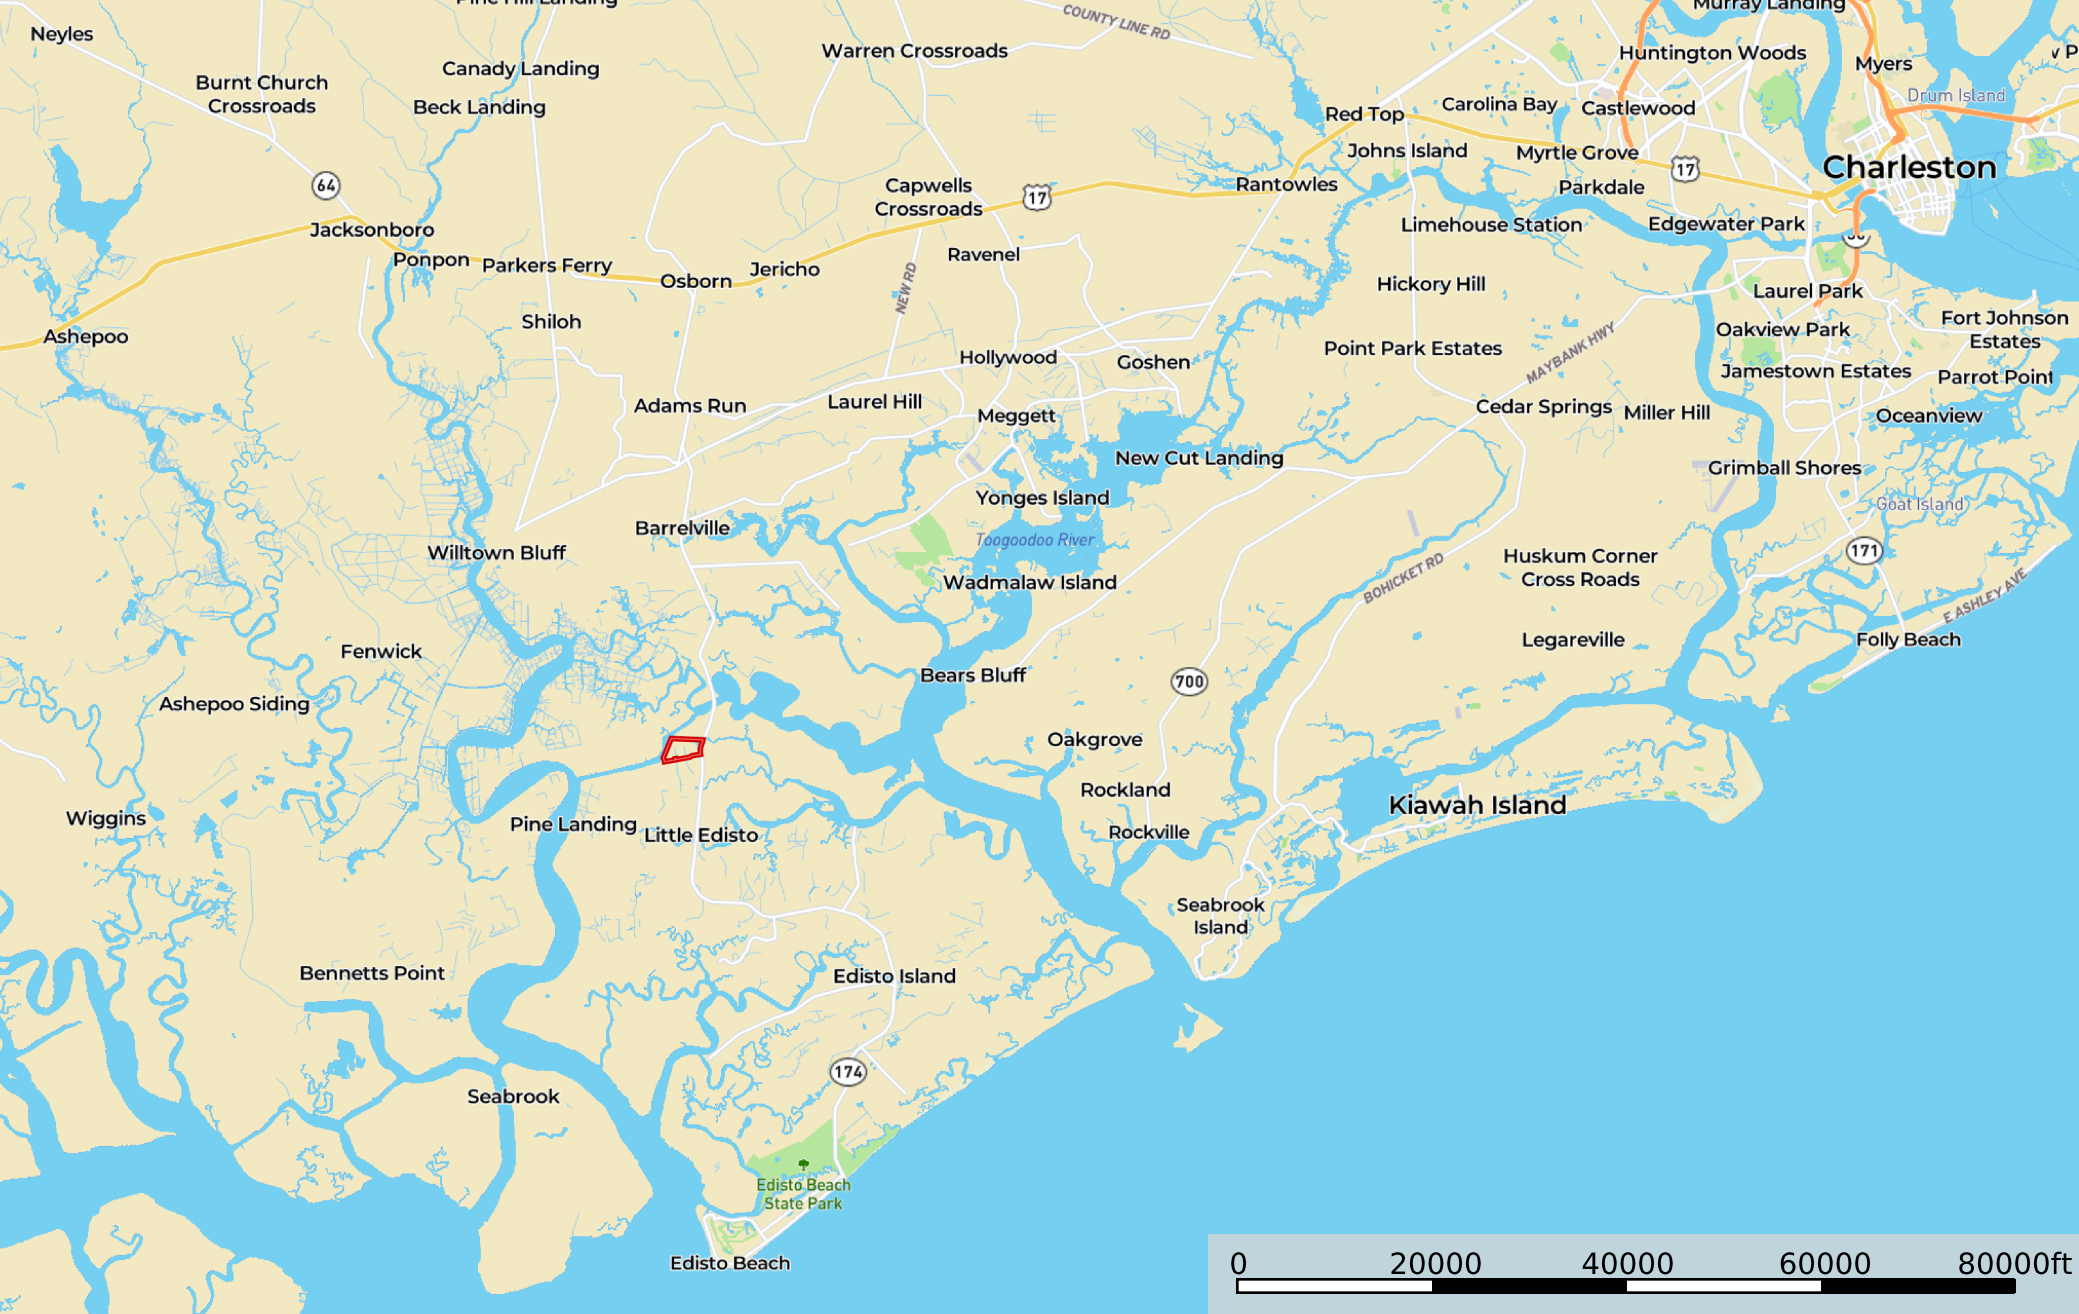 Pine Hill Landing
Murray Landing
Neyles
COUNTY LINE RD
Warren Crossroads
Huntington Woods
Myers
Canady Landing
Burnt Church
Crossroads
Beck Landing
Drum Island
Carolina Bay
Castlewood
Red Top
Johns Island
Myrtle Grove
17
Charleston
64
Capwells
Crossroads
17
Rantowles
Parkdale
Jacksonboro
Limehouse Station
Edgewater Park
30
Ponpon
Parkers Ferry
Osborn
Jericho
Ravenel
NEW RD
Hickory Hill
Laurel Park
Shiloh
Ashepoo
Fort Johnson
Estates
Oakview Park
Point Park Estates
MAYBANK HWY
Hollywood
Goshen
Jamestown Estates
Parrot Point
Adams Run
Laurel Hill
Meggett
Cedar Springs
Miller Hill
Oceanview
New Cut Landing
Grimball Shores
Yonges Island
Goat Island
Barrelville
Toogoodoo River
Willtown Bluff
171
Huskum Corner
Cross Roads
Wadmalaw Island
BOHICKET RD
E ASHLEY AVE
Fenwick
Legareville
Folly Beach
Bears Bluff
700
Ashepoo Siding
Oakgrove
Rockland
Kiawah Island
Wiggins
Pine Landing
Little Edisto
Rockville
Seabrook
Island
Bennetts Point
Edisto Island
174
Seabrook
Edisto Beach
State Park
Edisto Beach
0 20000 40000 60000 80000ft